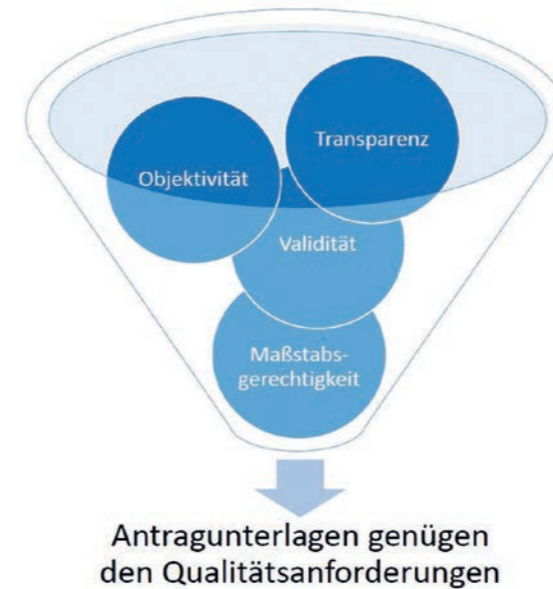 Transparenz
Objektivität
Validität
Maßstabs-
gerechtigkeit
Antragunterlagen genügen
den Qualitätsanforderungen